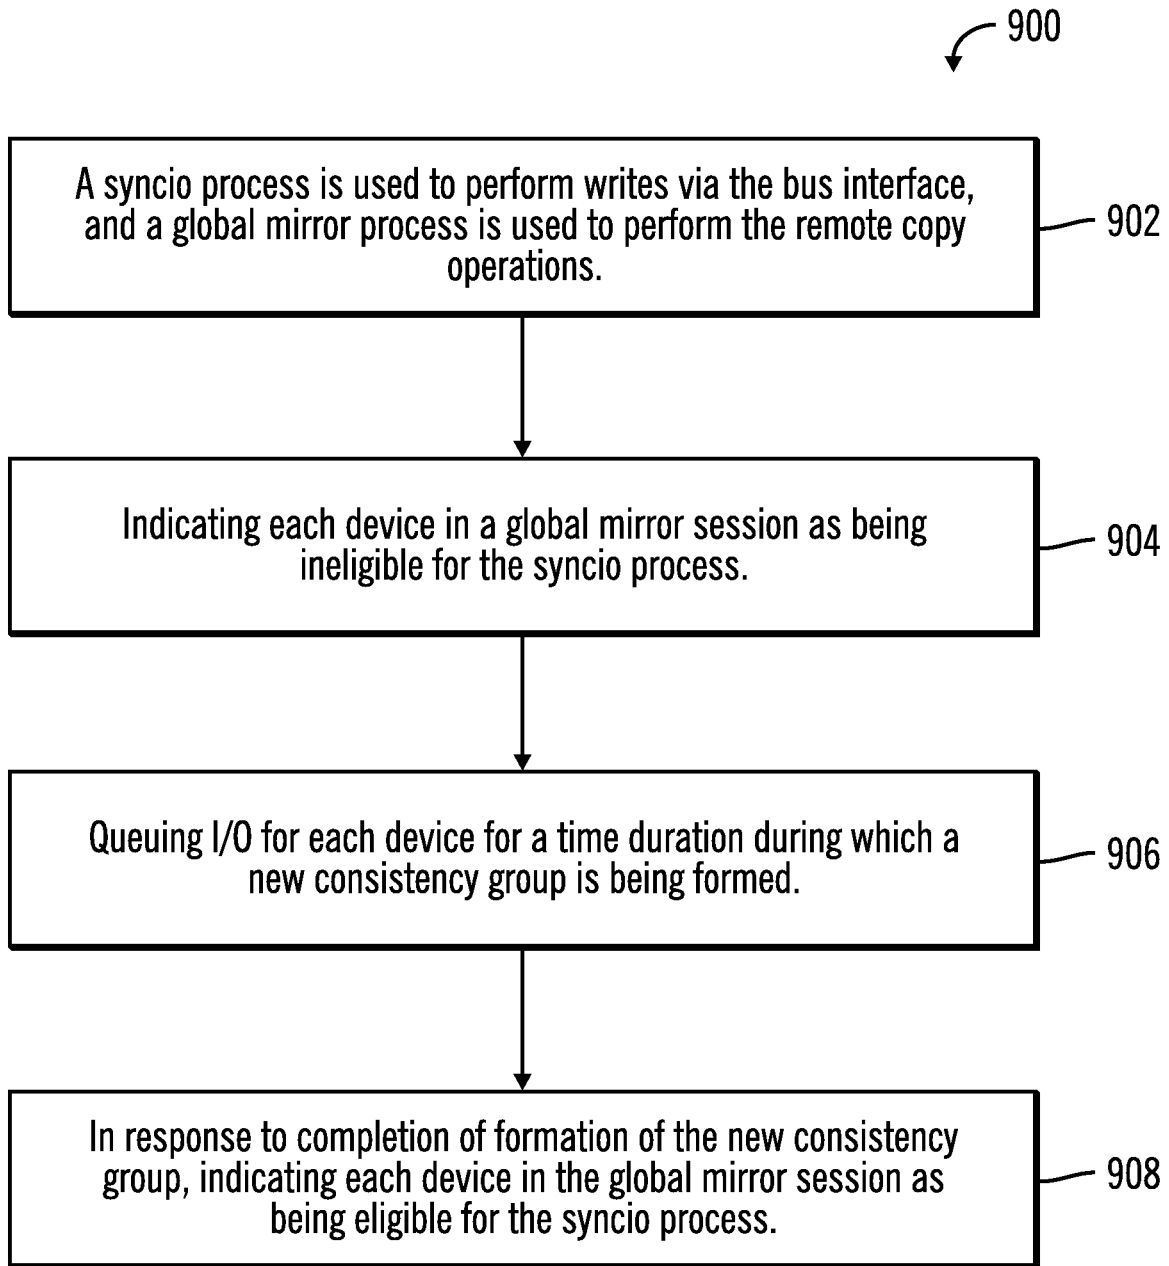 900
A syncio process is used to perform writes via the bus interface,
and a global mirror process is used to perform the remote copy
operations.
902
Indicating each device in a global mirror session as being
ineligible for the syncio process.
904
Queuing I/O for each device for a time duration during which a
new consistency group is being formed.
906
In response to completion of formation of the new consistency
group, indicating each device in the global mirror session as
being eligible for the syncio process.
908